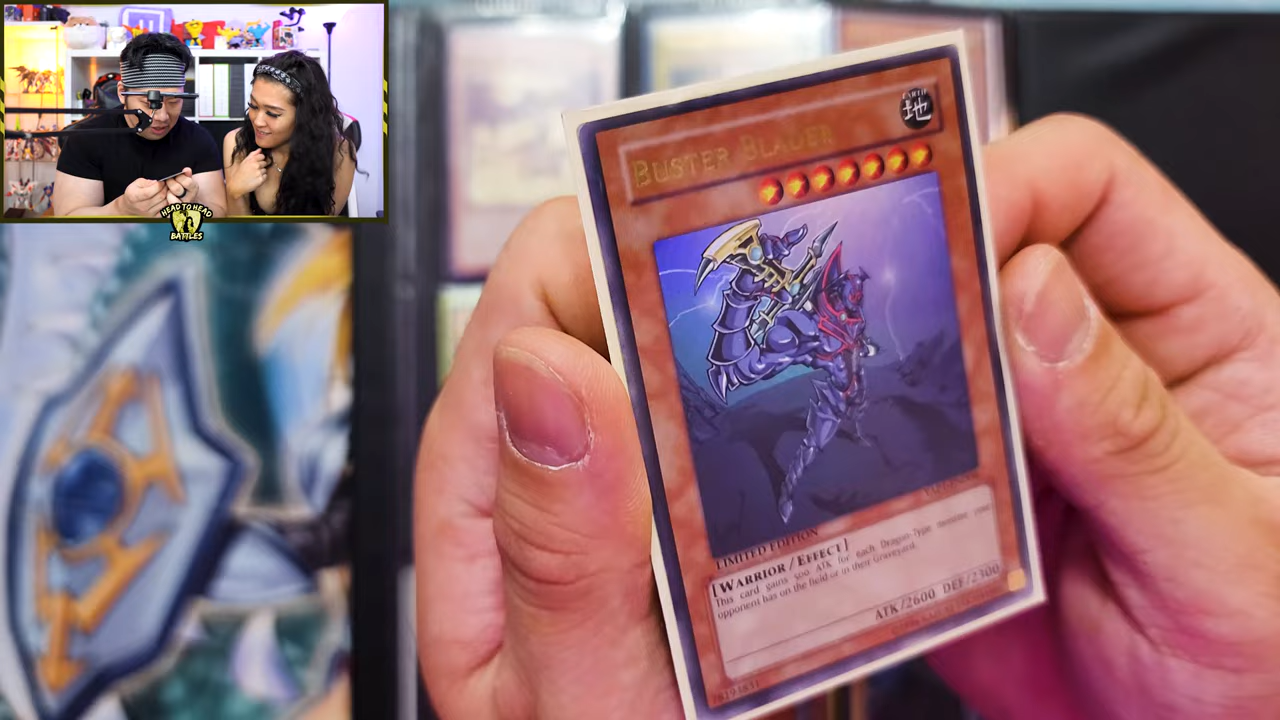 HEAD TO HEAD
BATTLES
BUSTER BLADER
EARTH
地
LIMITED EDITION
[WARRIOR/EFFECT]
This card gains 500 ATK for each Dragon-Type monster your
opponent has on the field or in their Graveyard.
ATK/2600 DEF/2300